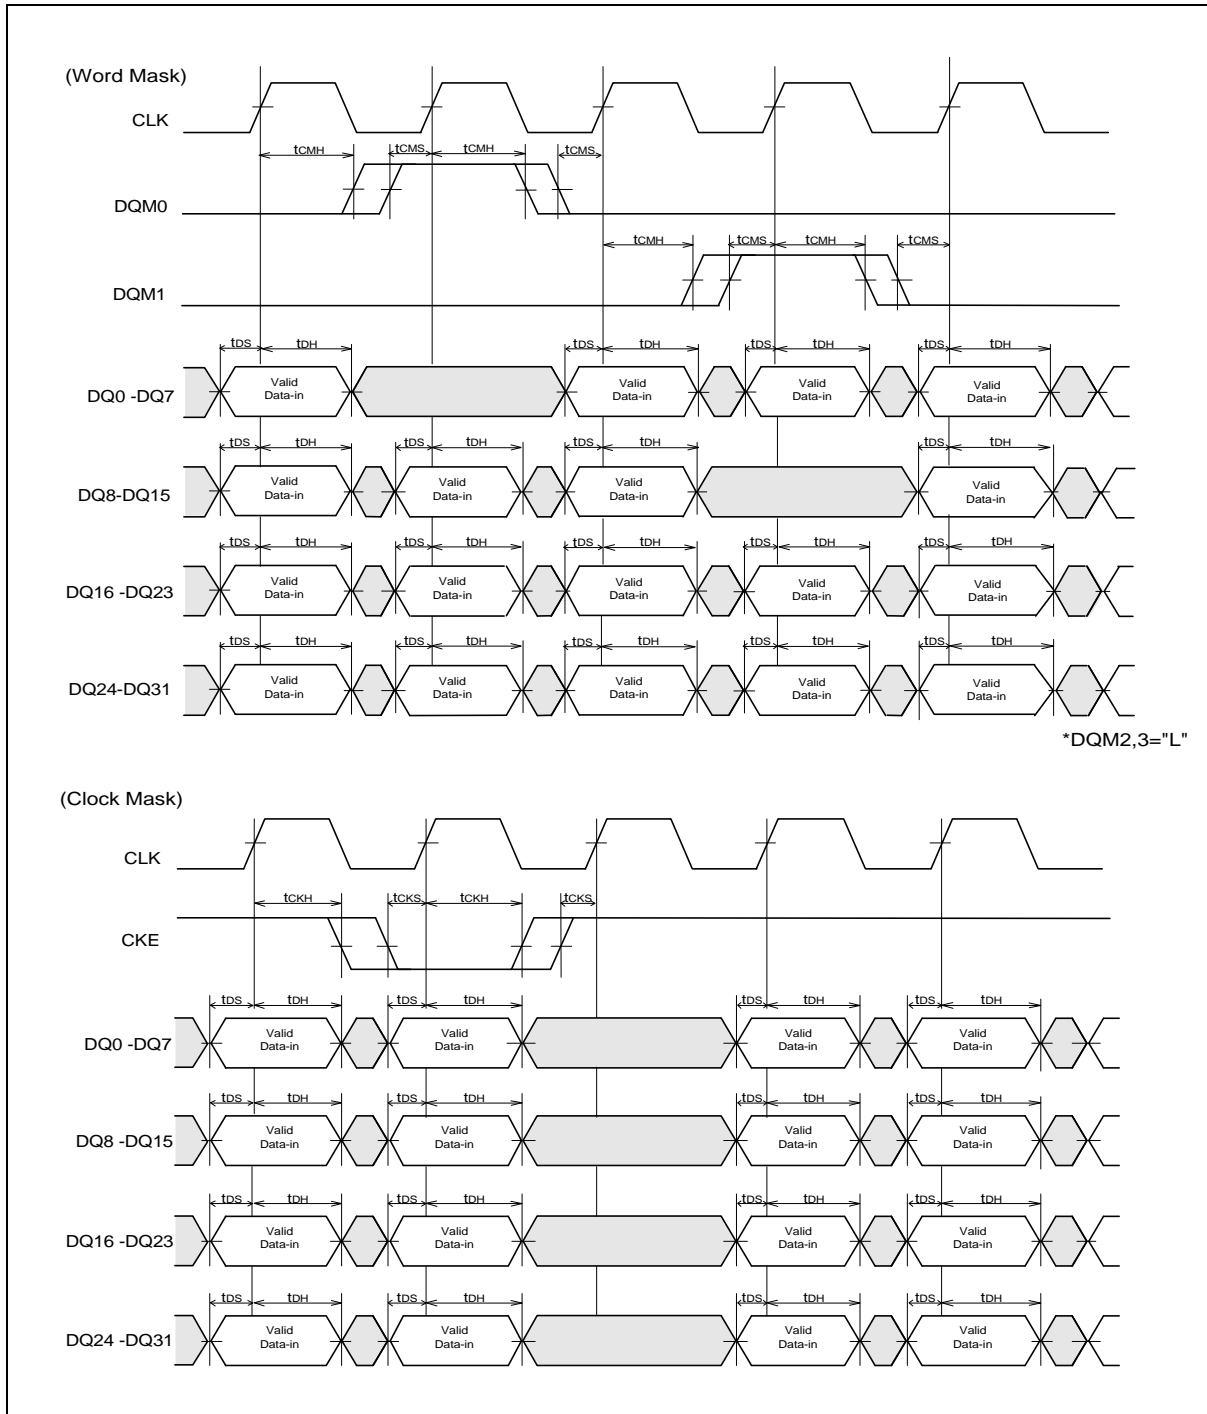 (Word Mask)
CLK
tCMH tCMS tCMH tCMS
DQM0
tCMH tCMS tCMH tCMS
DQM1
tDS tDH tDS tDH tDS tDH tDS tDH
DQ0 -DQ7
Valid Data-in Valid Data-in Valid Data-in Valid Data-in
tDS tDH tDS tDH tDS tDH tDS tDH
DQ8-DQ15
Valid Data-in Valid Data-in Valid Data-in Valid Data-in
tDS tDH tDS tDH tDS tDH tDS tDH tDS tDH
DQ16 -DQ23
Valid Data-in Valid Data-in Valid Data-in Valid Data-in Valid Data-in
tDS tDH tDS tDH tDS tDH tDS tDH tDS tDH
DQ24-DQ31
Valid Data-in Valid Data-in Valid Data-in Valid Data-in Valid Data-in
*DQM2,3="L"
(Clock Mask)
CLK
tCKH tCKS tCKH tCKS
CKE
tDS tDH tDS tDH tDS tDH tDS tDH
DQ0 -DQ7
Valid Data-in Valid Data-in Valid Data-in Valid Data-in
tDS tDH tDS tDH tDS tDH tDS tDH
DQ8 -DQ15
Valid Data-in Valid Data-in Valid Data-in Valid Data-in
tDS tDH tDS tDH tDS tDH tDS tDH
DQ16 -DQ23
Valid Data-in Valid Data-in Valid Data-in Valid Data-in
tDS tDH tDS tDH tDS tDH tDS tDH
DQ24 -DQ31
Valid Data-in Valid Data-in Valid Data-in Valid Data-in